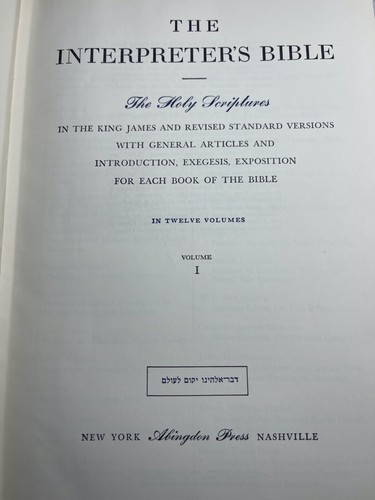 THE
INTERPRETER'S BIBLE
The Holy Scriptures
IN THE KING JAMES AND REVISED STANDARD VERSIONS
WITH GENERAL ARTICLES AND
INTRODUCTION, EXEGESIS, EXPOSITION
FOR EACH BOOK OF THE BIBLE
IN TWELVE VOLUMES
VOLUME
I
דבר־אלהינו יקום לעולם
NEW YORK Abingdon Press NASHVILLE